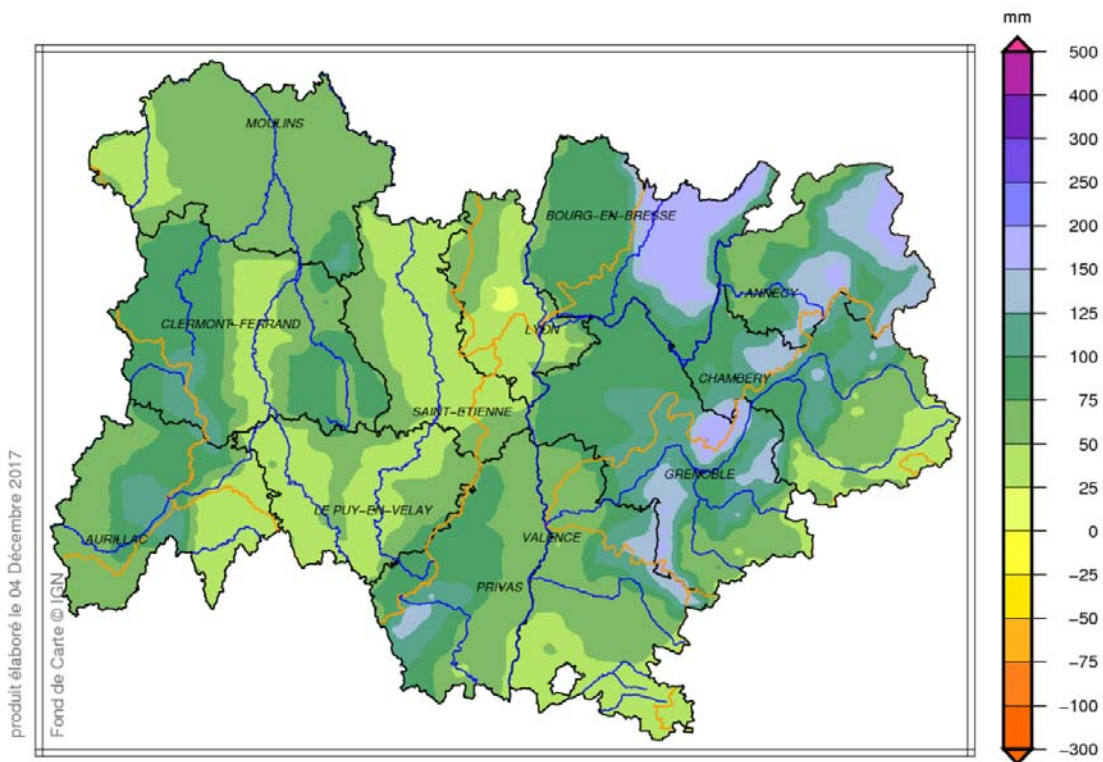 mm
500
400
300
250
200
150
125
100
75
50
25
0
−25
−50
−75
−100
−300
MOULINS
BOURG−EN−BRESSE
ANNECY
CLERMONT−FERRAND
LYON
CHAMBERY
SAINT−ETIENNE
GRENOBLE
LE PUY−EN−VELAY
AURILLAC
VALENCE
PRIVAS
produit élaboré le 04 Décembre 2017
Fond de Carte © IGN